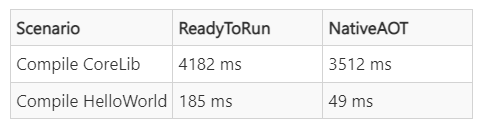 Scenario ReadyToRun NativeAOT
Compile CoreLib 4182 ms 3512 ms
Compile HelloWorld 185 ms 49 ms